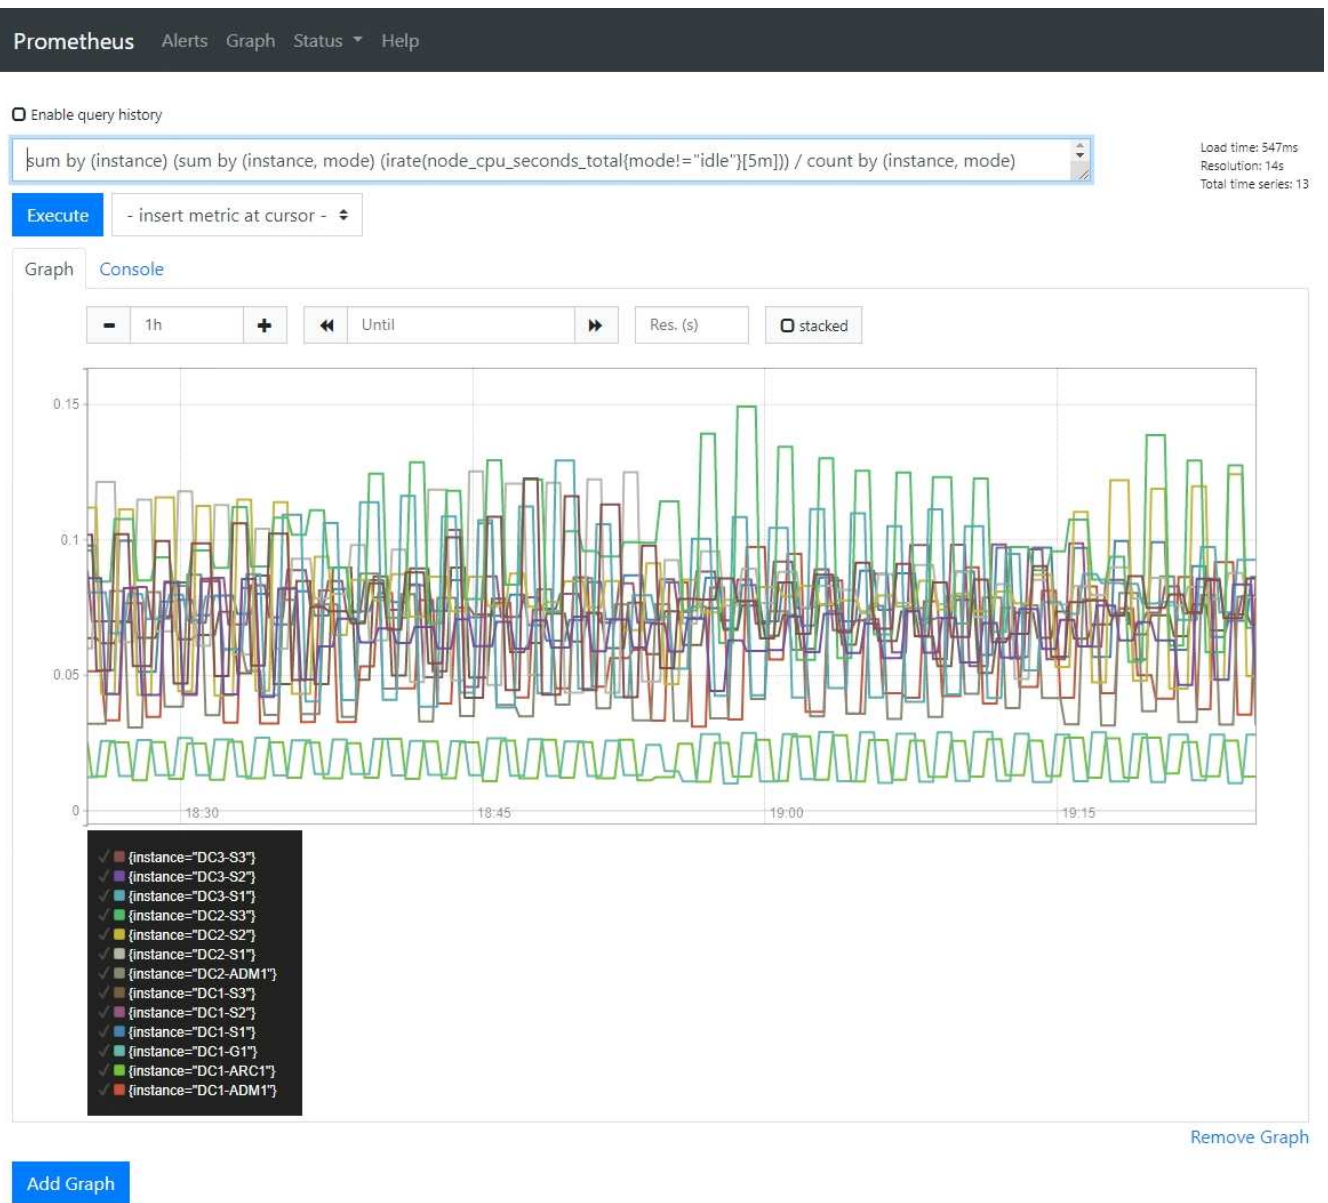 Prometheus Alerts Graph Status Help
Enable query history
sum by (instance) (sum by (instance, mode) (irate(node_cpu_seconds_total{mode!="idle"}[5m])) / count by (instance, mode)
Load time: 547ms
Resolution: 14s
Total time series: 13
Execute - insert metric at cursor -
Graph Console
1h Until Res. (s) stacked
0.15
0.1
0.05
0
18:30 18:45 19:00 19:15
{instance="DC3-S3"}
{instance="DC3-S2"}
{instance="DC3-S1"}
{instance="DC2-S3"}
{instance="DC2-S2"}
{instance="DC2-S1"}
{instance="DC2-ADM1"}
{instance="DC1-S3"}
{instance="DC1-S2"}
{instance="DC1-S1"}
{instance="DC1-G1"}
{instance="DC1-ARC1"}
{instance="DC1-ADM1"}
Remove Graph
Add Graph